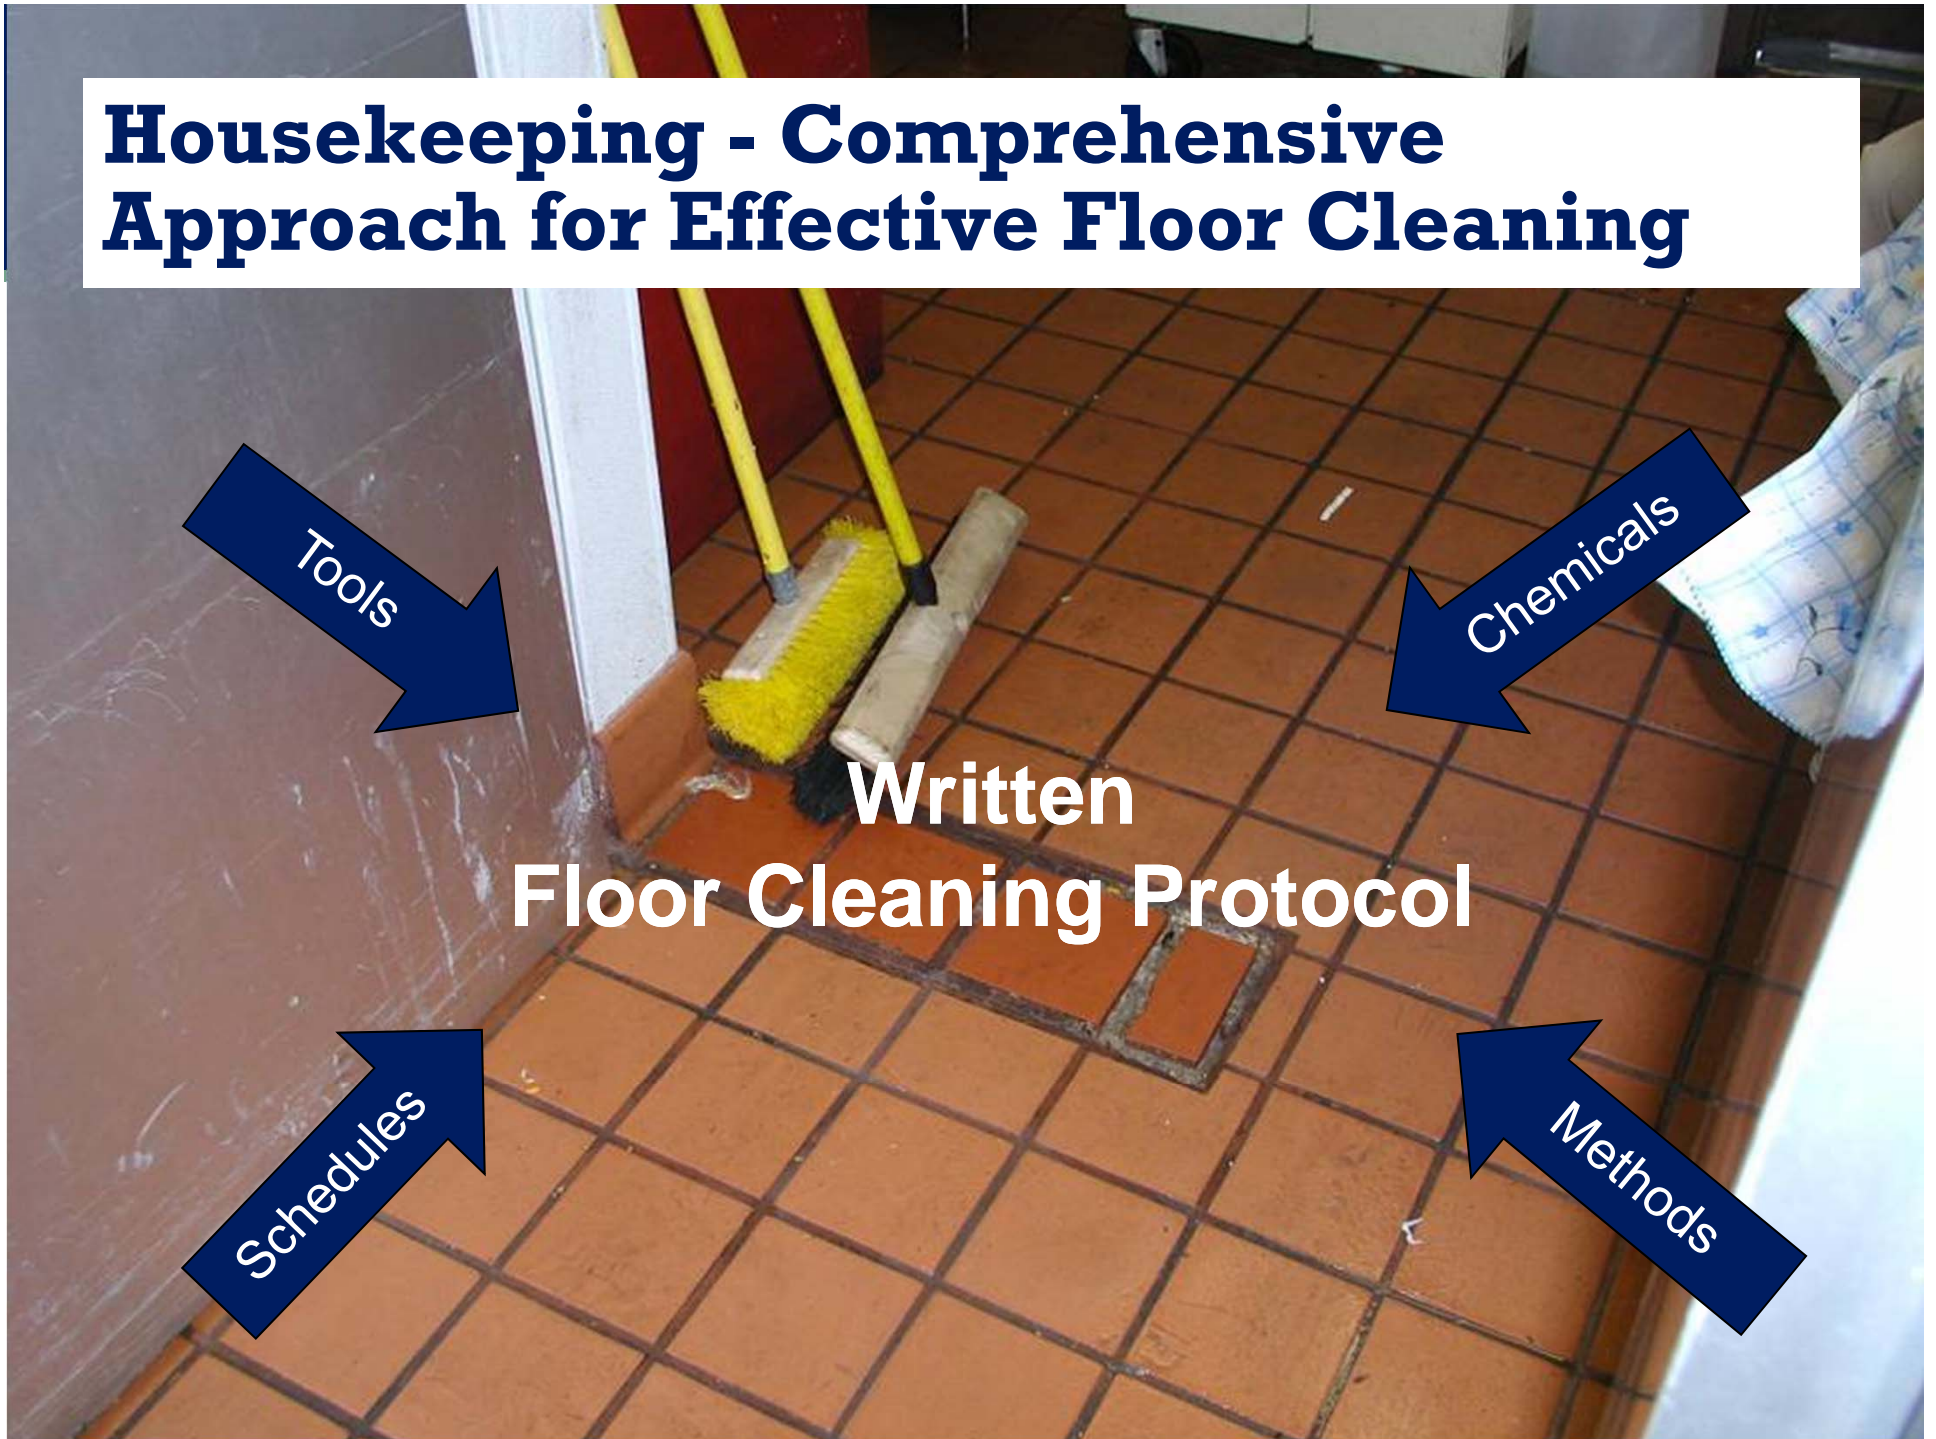 Housekeeping - Comprehensive
Approach for Effective Floor Cleaning
Tools
Chemicals
Written
Floor Cleaning Protocol
Schedules
Methods